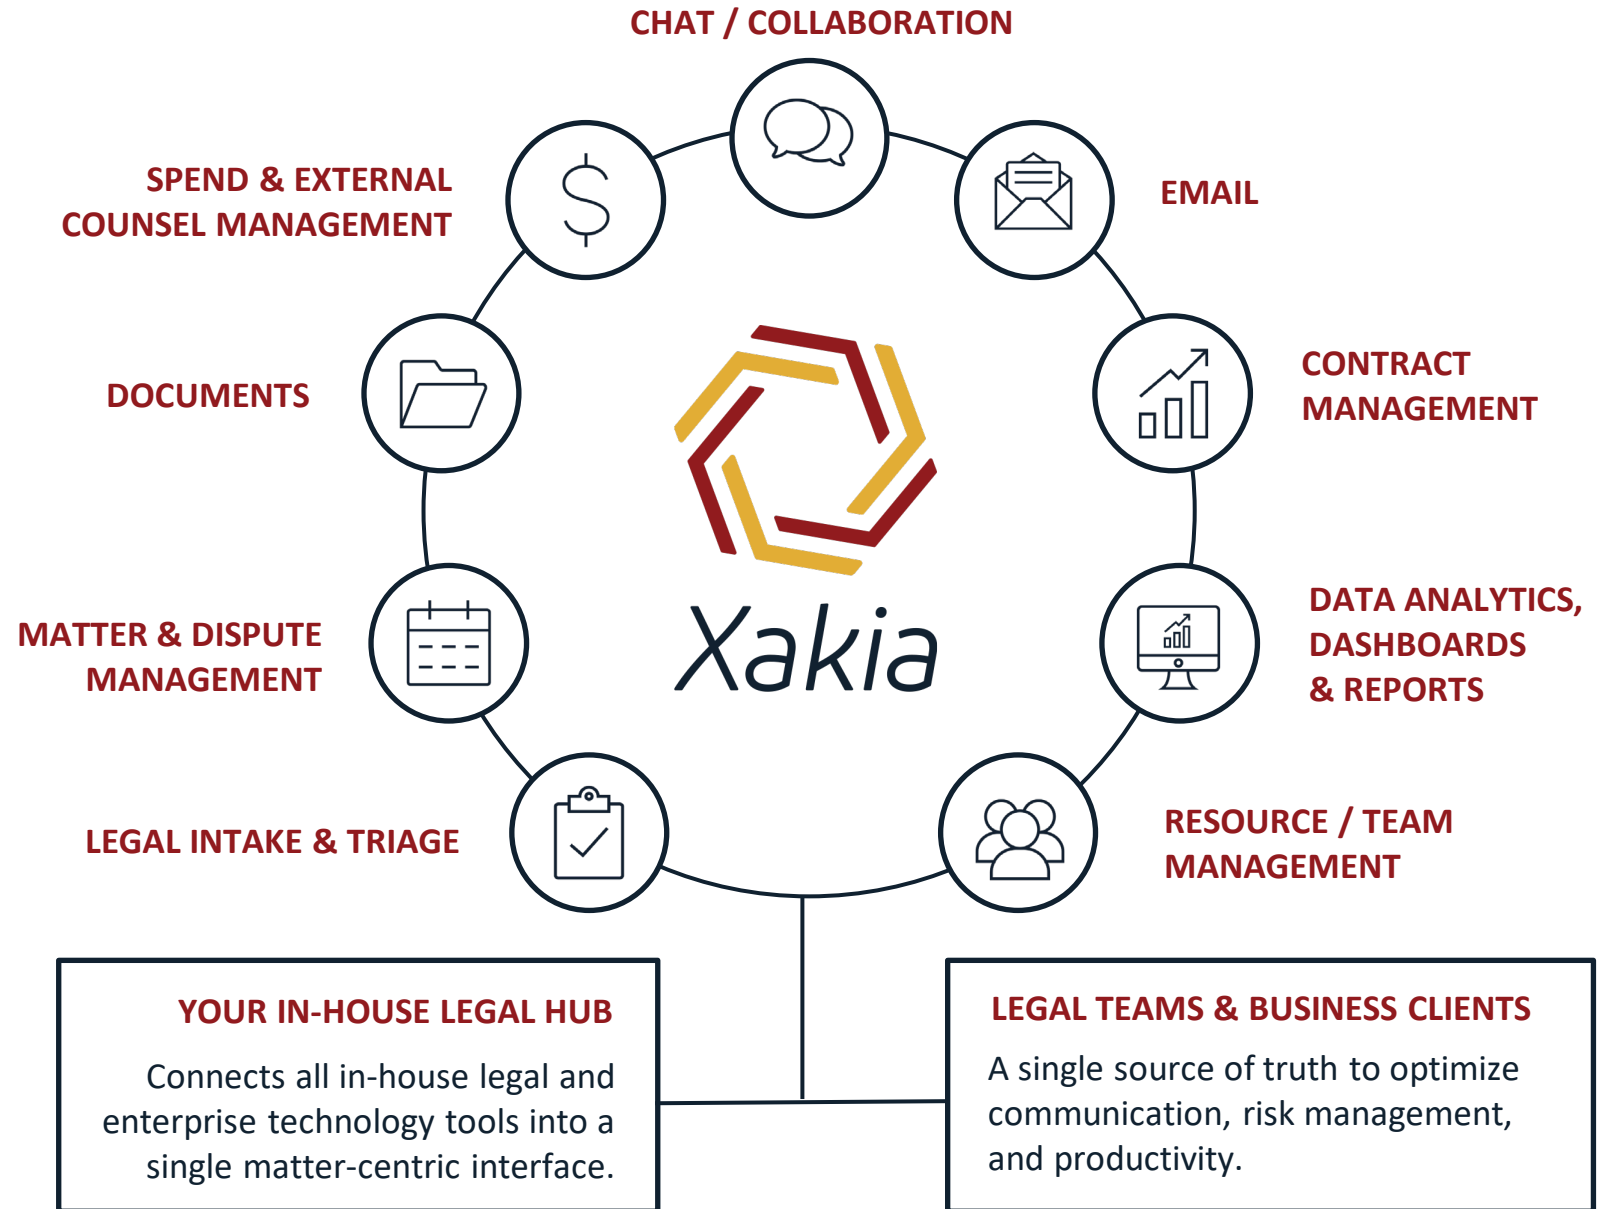 CHAT / COLLABORATION
SPEND & EXTERNAL
COUNSEL MANAGEMENT
EMAIL
DOCUMENTS
CONTRACT
MANAGEMENT
MATTER & DISPUTE
MANAGEMENT
Xakia
DATA ANALYTICS,
DASHBOARDS
& REPORTS
LEGAL INTAKE & TRIAGE
RESOURCE / TEAM
MANAGEMENT
YOUR IN-HOUSE LEGAL HUB
Connects all in-house legal and
enterprise technology tools into a
single matter-centric interface.
LEGAL TEAMS & BUSINESS CLIENTS
A single source of truth to optimize
communication, risk management,
and productivity.